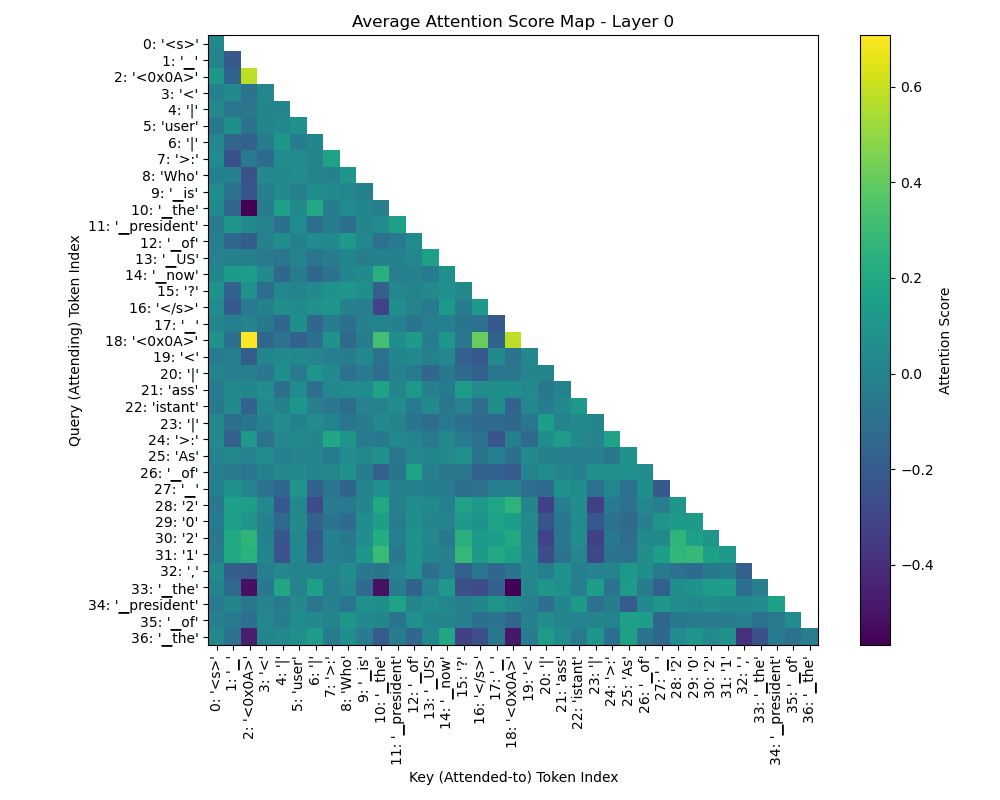 Average Attention Score Map - Layer 0
Query (Attending) Token Index
0: '<s>'
1: '▁'
2: '<0x0A>'
3: '<'
4: '|'
5: 'user'
6: '|'
7: '>:'
8: 'Who'
9: '▁is'
10: '▁the'
11: '▁president'
12: '▁of'
13: '▁US'
14: '▁now'
15: '?'
16: '</s>'
17: '▁'
18: '<0x0A>'
19: '<'
20: '|'
21: 'ass'
22: 'istant'
23: '|'
24: '>:'
25: 'As'
26: '▁of'
27: '▁'
28: '2'
29: '0'
30: '2'
31: '1'
32: ','
33: '▁the'
34: '▁president'
35: '▁of'
36: '▁the'
0: '<s>'
1: '▁'
2: '<0x0A>'
3: '<'
4: '|'
5: 'user'
6: '|'
7: '>:'
8: 'Who'
9: '▁is'
10: '▁the'
11: '▁president'
12: '▁of'
13: '▁US'
14: '▁now'
15: '?'
16: '</s>'
17: '▁'
18: '<0x0A>'
19: '<'
20: '|'
21: 'ass'
22: 'istant'
23: '|'
24: '>:'
25: 'As'
26: '▁of'
27: '▁'
28: '2'
29: '0'
30: '2'
31: '1'
32: ','
33: '▁the'
34: '▁president'
35: '▁of'
36: '▁the'
Key (Attended-to) Token Index
0.6
0.4
0.2
0.0
−0.2
−0.4
Attention Score